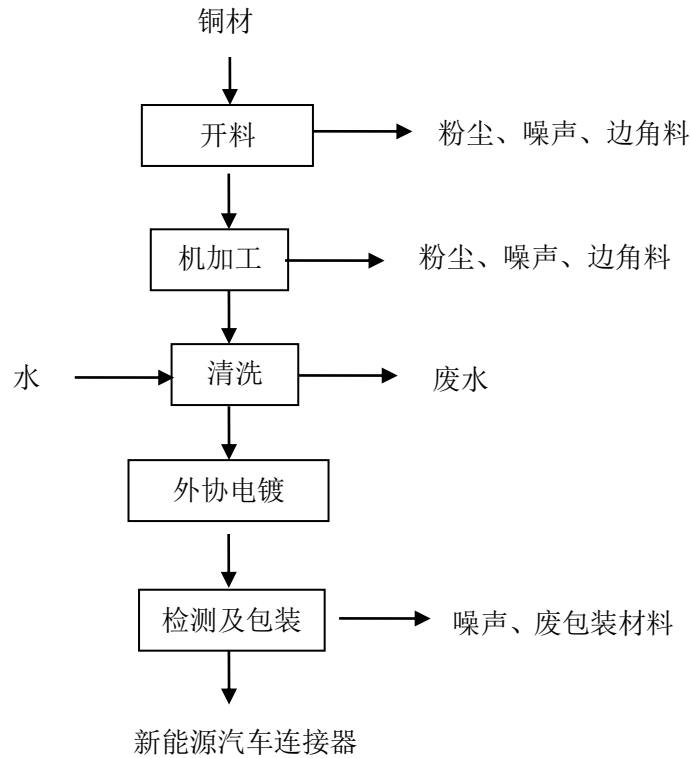 铜材
开料
粉尘、噪声、边角料
机加工
粉尘、噪声、边角料
水
清洗
废水
外协电镀
检测及包装
噪声、废包装材料
新能源汽车连接器